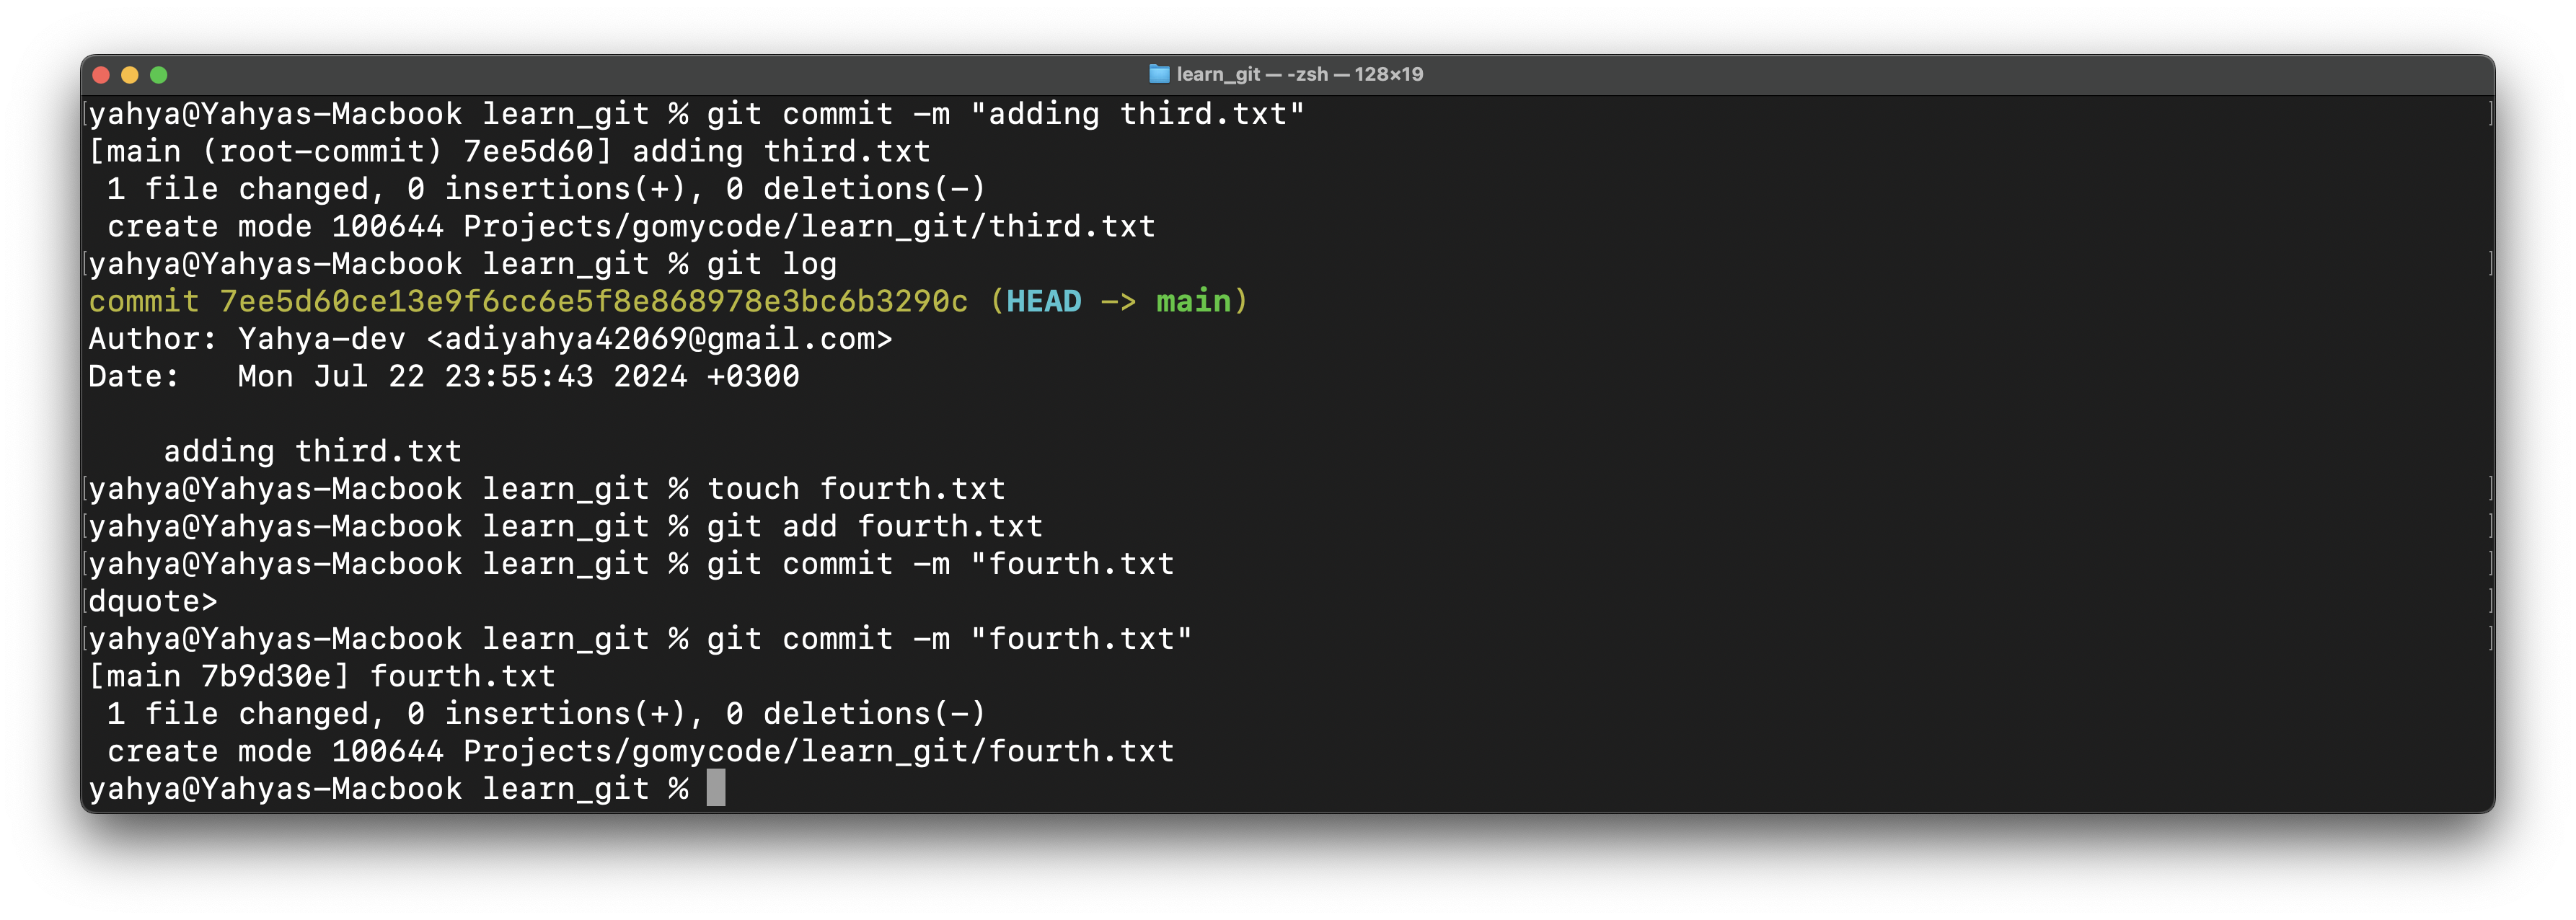 learn_git — -zsh — 128×19
yahya@Yahyas-Macbook learn_git % git commit -m "adding third.txt"
[main (root-commit) 7ee5d60] adding third.txt
 1 file changed, 0 insertions(+), 0 deletions(-)
 create mode 100644 Projects/gomycode/learn_git/third.txt
yahya@Yahyas-Macbook learn_git % git log
commit 7ee5d60ce13e9f6cc6e5f8e868978e3bc6b3290c (HEAD -> main)
Author: Yahya-dev <adiyahya42069@gmail.com>
Date:   Mon Jul 22 23:55:43 2024 +0300

    adding third.txt
yahya@Yahyas-Macbook learn_git % touch fourth.txt
yahya@Yahyas-Macbook learn_git % git add fourth.txt
yahya@Yahyas-Macbook learn_git % git commit -m "fourth.txt
dquote>
yahya@Yahyas-Macbook learn_git % git commit -m "fourth.txt"
[main 7b9d30e] fourth.txt
 1 file changed, 0 insertions(+), 0 deletions(-)
 create mode 100644 Projects/gomycode/learn_git/fourth.txt
yahya@Yahyas-Macbook learn_git %